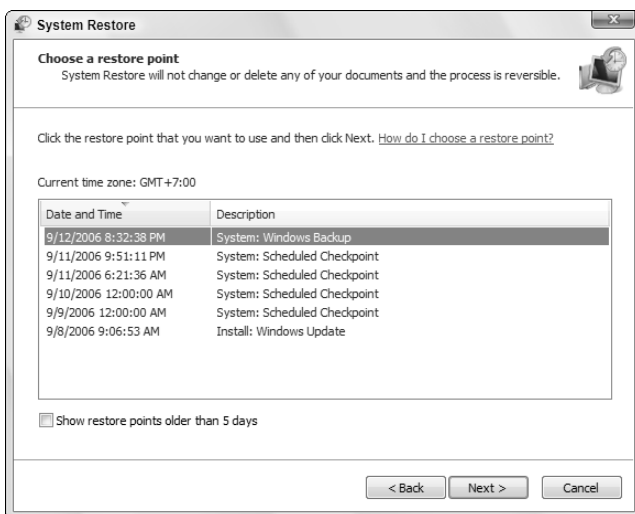 System Restore
Choose a restore point
System Restore will not change or delete any of your documents and the process is reversible.
Click the restore point that you want to use and then click Next. How do I choose a restore point?
Current time zone: GMT+7:00
Date and Time Description
9/12/2006 8:32:38 PM System: Windows Backup
9/11/2006 9:51:11 PM System: Scheduled Checkpoint
9/11/2006 6:21:36 AM System: Scheduled Checkpoint
9/10/2006 12:00:00 AM System: Scheduled Checkpoint
9/9/2006 12:00:00 AM System: Scheduled Checkpoint
9/8/2006 9:06:53 AM Install: Windows Update
Show restore points older than 5 days
< Back Next > Cancel